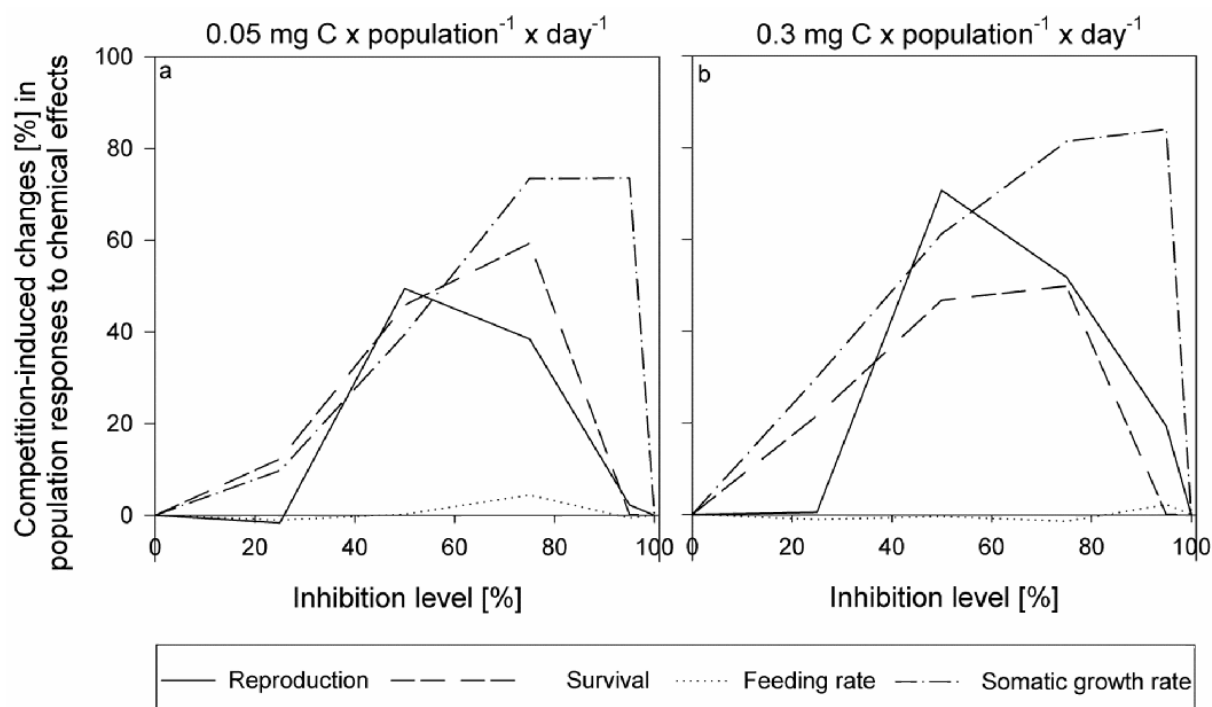 0.05 mg C x population⁻¹ x day⁻¹
0.3 mg C x population⁻¹ x day⁻¹
Competition-induced changes [%] in
population responses to chemical effects
a
b
100
80
60
40
20
0
0 20 40 60 80 100
0 20 40 60 80 100
Inhibition level [%]
Inhibition level [%]
Reproduction Survival Feeding rate Somatic growth rate